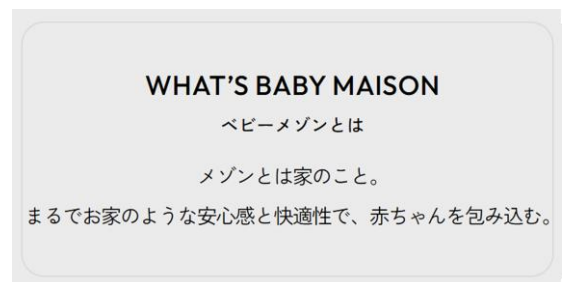 WHAT'S BABY MAISON
ベビーメゾンとは
メゾンとは家のこと。
まるでお家のような安心感と快適性で、赤ちゃんを包み込む。